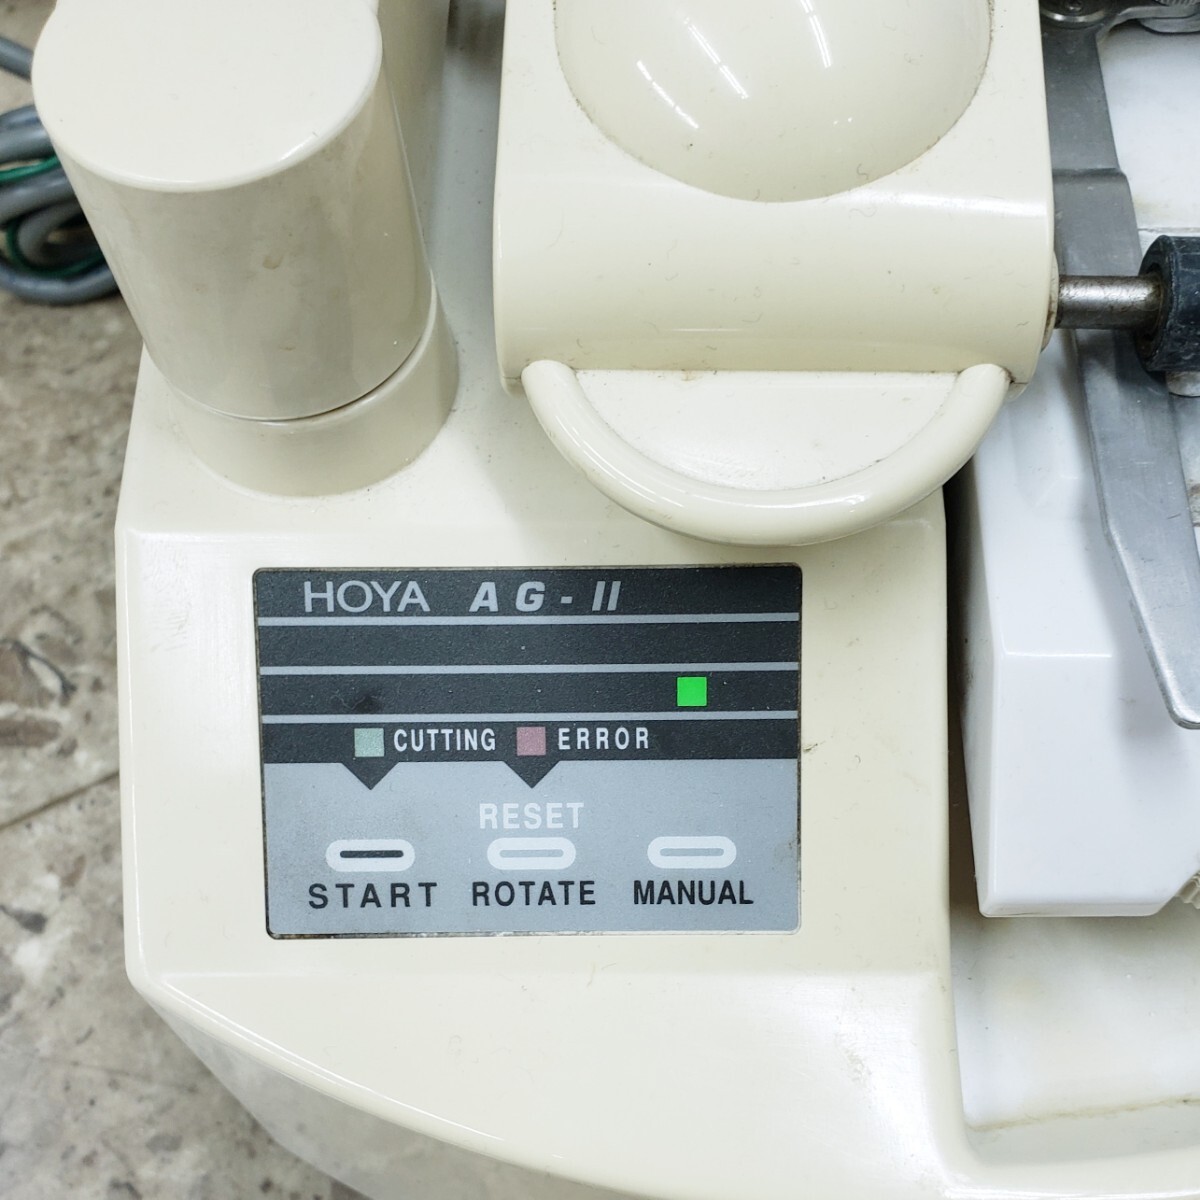 HOYA AG-II
CUTTING ERROR
RESET
START ROTATE MANUAL